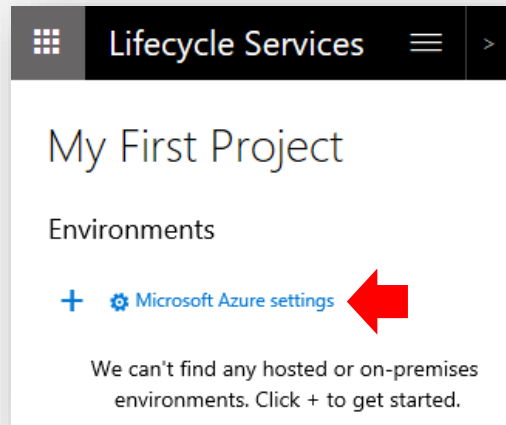 Lifecycle Services >
My First Project
Environments
+ Microsoft Azure settings
We can't find any hosted or on-premises
environments. Click + to get started.